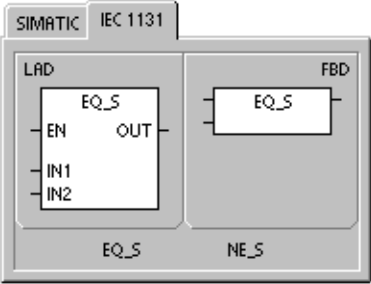 SIMATIC IEC 1131
LAD FBD
EQ_S EQ_S
EN OUT
IN1
IN2
EQ_S NE_S